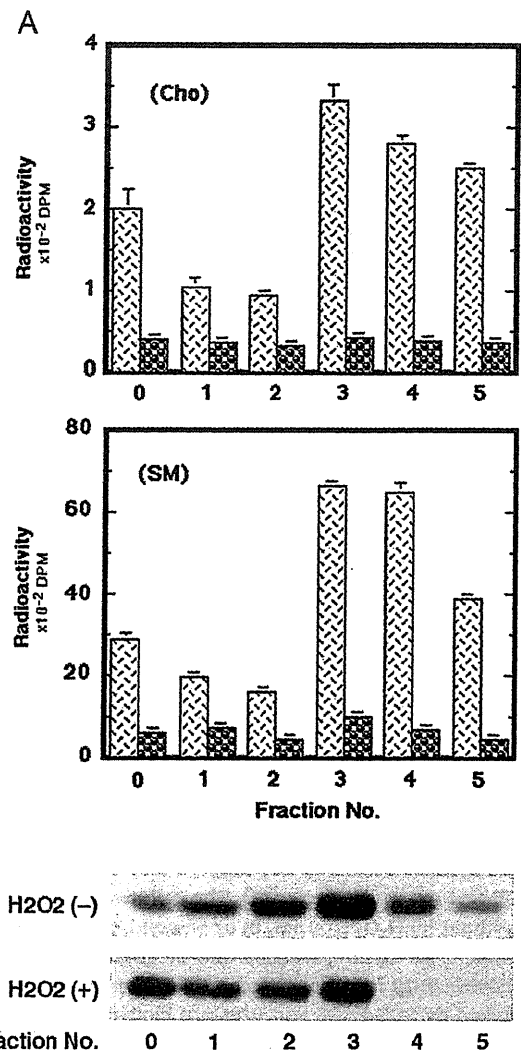 A
4
3
2
1
0
(Cho)
Radioactivity
x10-2 DPM
0 1 2 3 4 5
80
60
40
20
0
(SM)
Radioactivity
x10-2 DPM
0 1 2 3 4 5
Fraction No.
H2O2 (–)
H2O2 (+)
raction No. 0 1 2 3 4 5